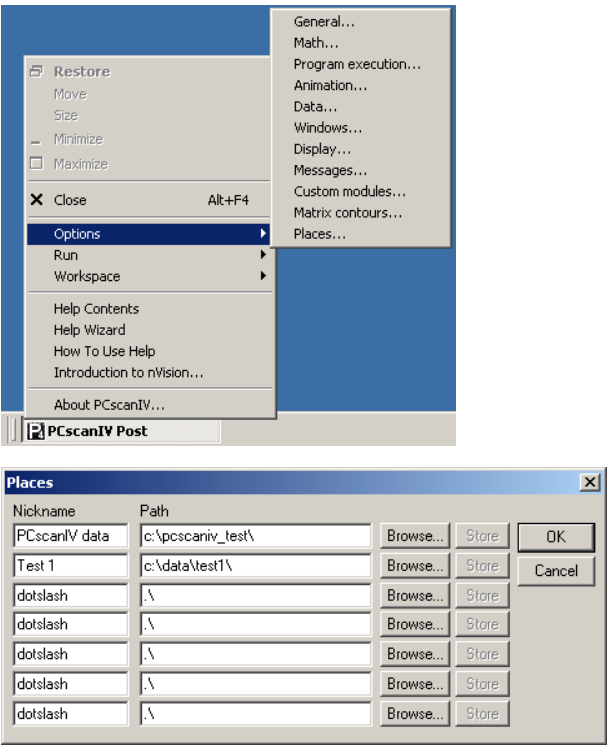 General...
Math...
Program execution...
Animation...
Data...
Windows...
Display...
Messages...
Custom modules...
Matrix contours...
Places...
Restore
Move
Size
Minimize
Maximize
Close Alt+F4
Options
Run
Workspace
Help Contents
Help Wizard
How To Use Help
Introduction to nVision...
About PCscanIV...
PCscanIV Post
Places
Nickname Path
PCscanIV data c:\pcscaniv_test\ Browse... Store OK
Test 1 c:\data\test1\ Browse... Store Cancel
dotslash .\ Browse... Store
dotslash .\ Browse... Store
dotslash .\ Browse... Store
dotslash .\ Browse... Store
dotslash .\ Browse... Store